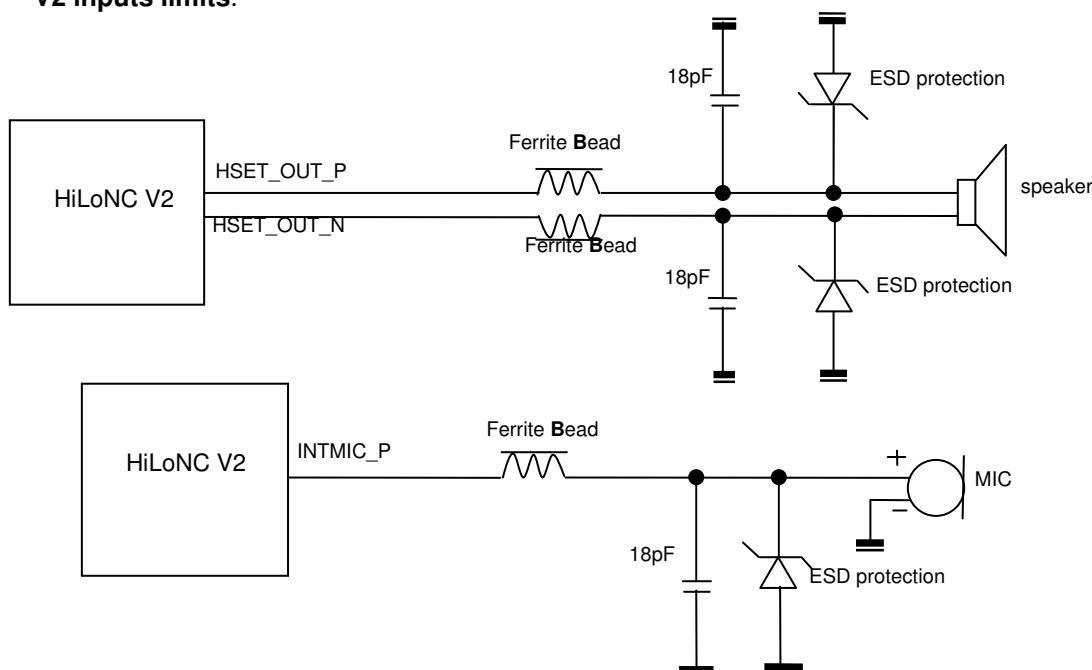 V2 inputs limits.
18pF
ESD protection
Ferrite Bead
HSET_OUT_P
HiLoNC V2
speaker
HSET_OUT_N
Ferrite Bead
18pF
ESD protection
Ferrite Bead
INTMIC_P
HiLoNC V2
+
MIC
−
18pF
ESD protection